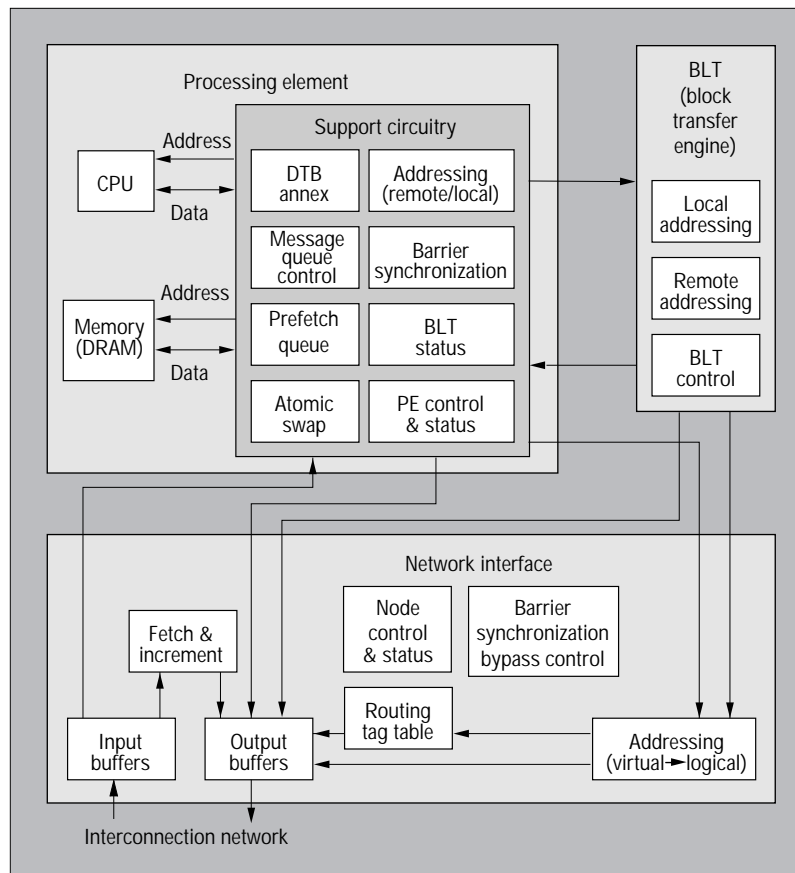 Processing element
Support circuitry
Address
CPU
Data
DTB
annex
Addressing
(remote/local)
Message
queue
control
Barrier
synchronization
Address
Memory
(DRAM)
Data
Prefetch
queue
BLT
status
Atomic
swap
PE control
& status
BLT
(block
transfer
engine)
Local
addressing
Remote
addressing
BLT
control
Network interface
Node
control
& status
Barrier
synchronization
bypass control
Fetch &
increment
Input
buffers
Output
buffers
Routing
tag table
Addressing
(virtual→logical)
Interconnection network